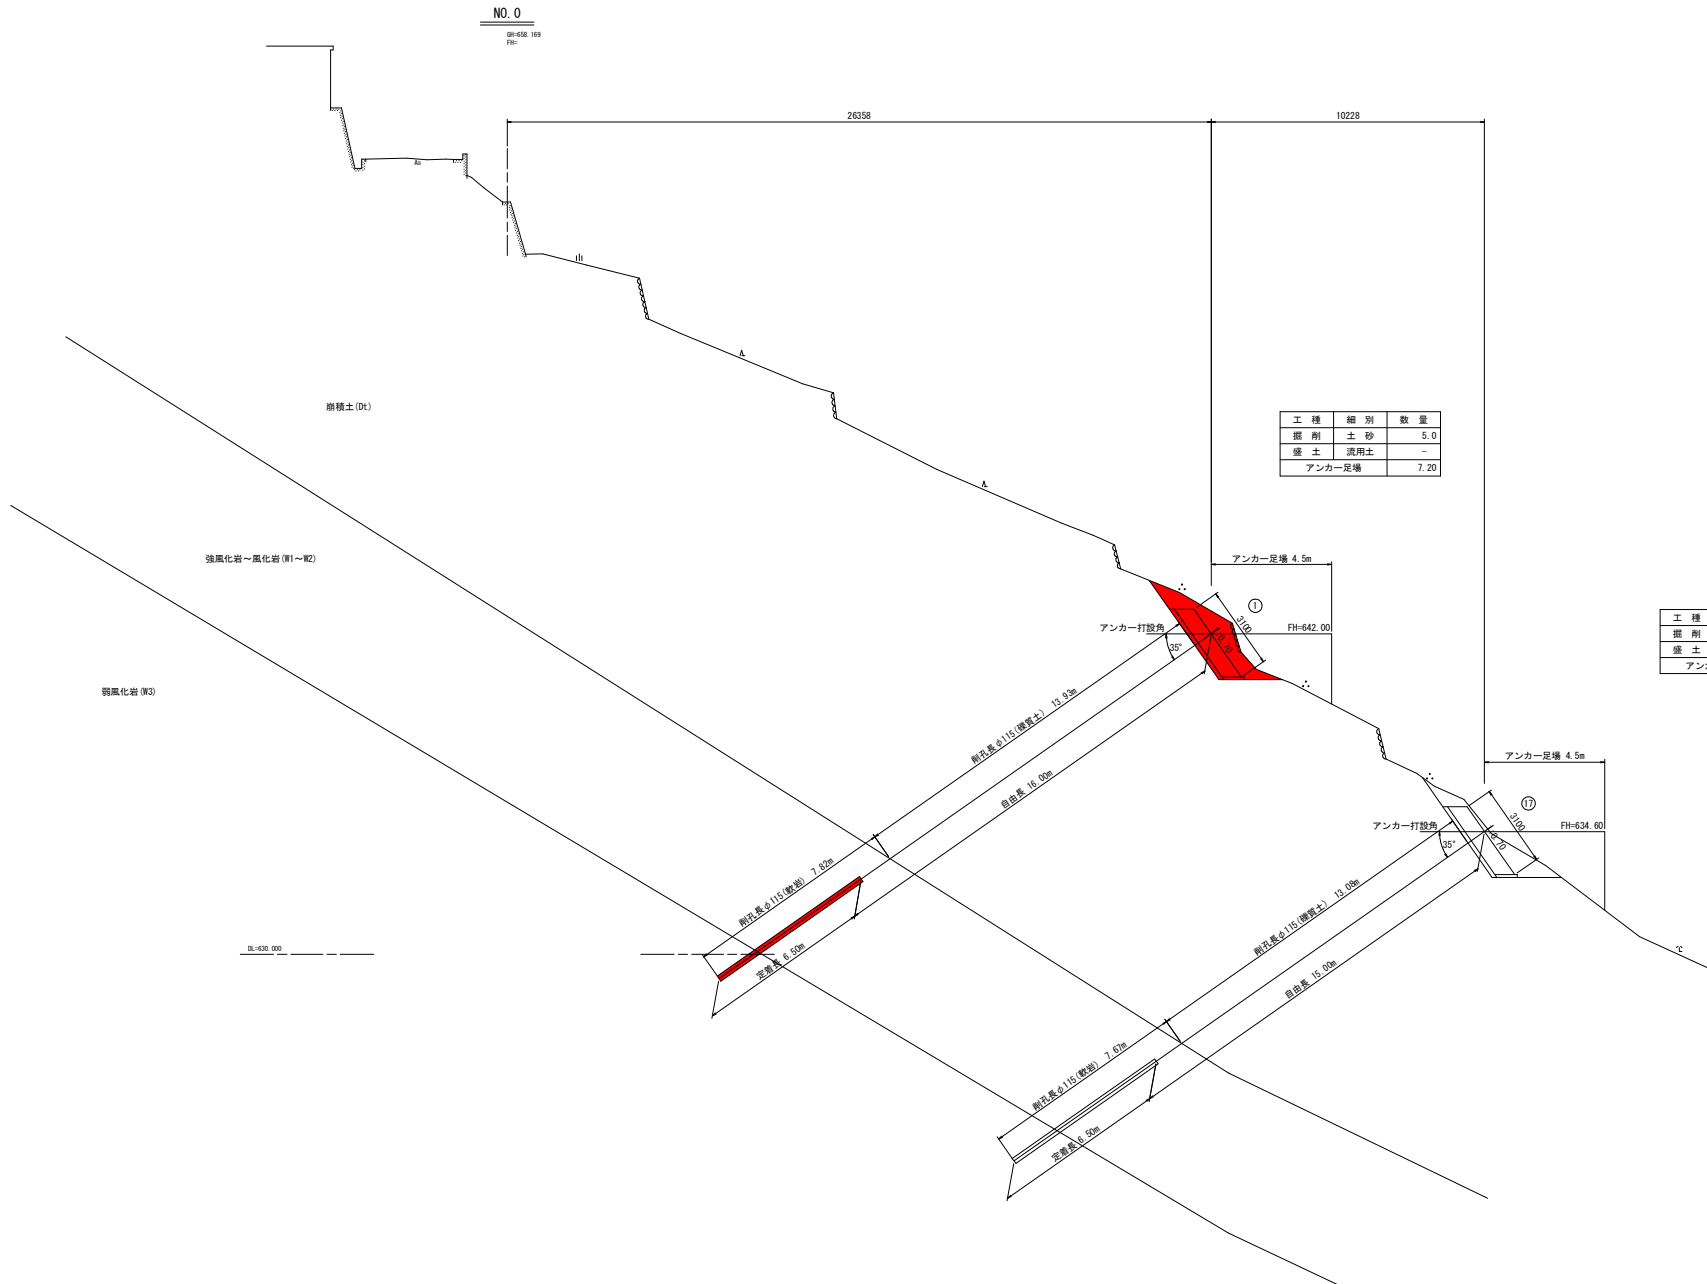 NO.0
GH=658.169
FH=
26358
10228
As
崩積土(Dt)
工 種 細 別 数 量
掘 削 土 砂 5.0
盛 土 流用土 -
アンカー足場 7.20
強風化岩～風化岩(W1～W2)
アンカー足場 4.5m
①
3100
アンカー打設角
FH=642.00
35°
0.70
工 種
掘 削
盛 土
弱風化岩(W3)
削孔長φ115(礫質土) 13.93m
自由長 16.00m
アンカー足場 4.5m
⑰
3100
アンカー打設角
FH=634.60
35°
0.70
削孔長φ115(軟岩) 7.82m
定着長 6.50m
DL=630.000
削孔長φ115(礫質土) 13.08m
自由長 15.00m
削孔長φ115(軟岩) 7.67m
定着長 6.50m